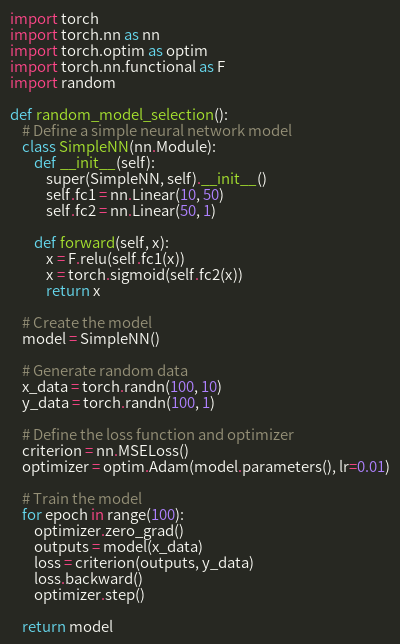 import torch
import torch.nn as nn
import torch.optim as optim
import torch.nn.functional as F
import random

def random_model_selection():
    # Define a simple neural network model
    class SimpleNN(nn.Module):
        def __init__(self):
            super(SimpleNN, self).__init__()
            self.fc1 = nn.Linear(10, 50)
            self.fc2 = nn.Linear(50, 1)

        def forward(self, x):
            x = F.relu(self.fc1(x))
            x = torch.sigmoid(self.fc2(x))
            return x

    # Create the model
    model = SimpleNN()

    # Generate random data
    x_data = torch.randn(100, 10)
    y_data = torch.randn(100, 1)

    # Define the loss function and optimizer
    criterion = nn.MSELoss()
    optimizer = optim.Adam(model.parameters(), lr=0.01)

    # Train the model
    for epoch in range(100):
        optimizer.zero_grad()
        outputs = model(x_data)
        loss = criterion(outputs, y_data)
        loss.backward()
        optimizer.step()

    return model